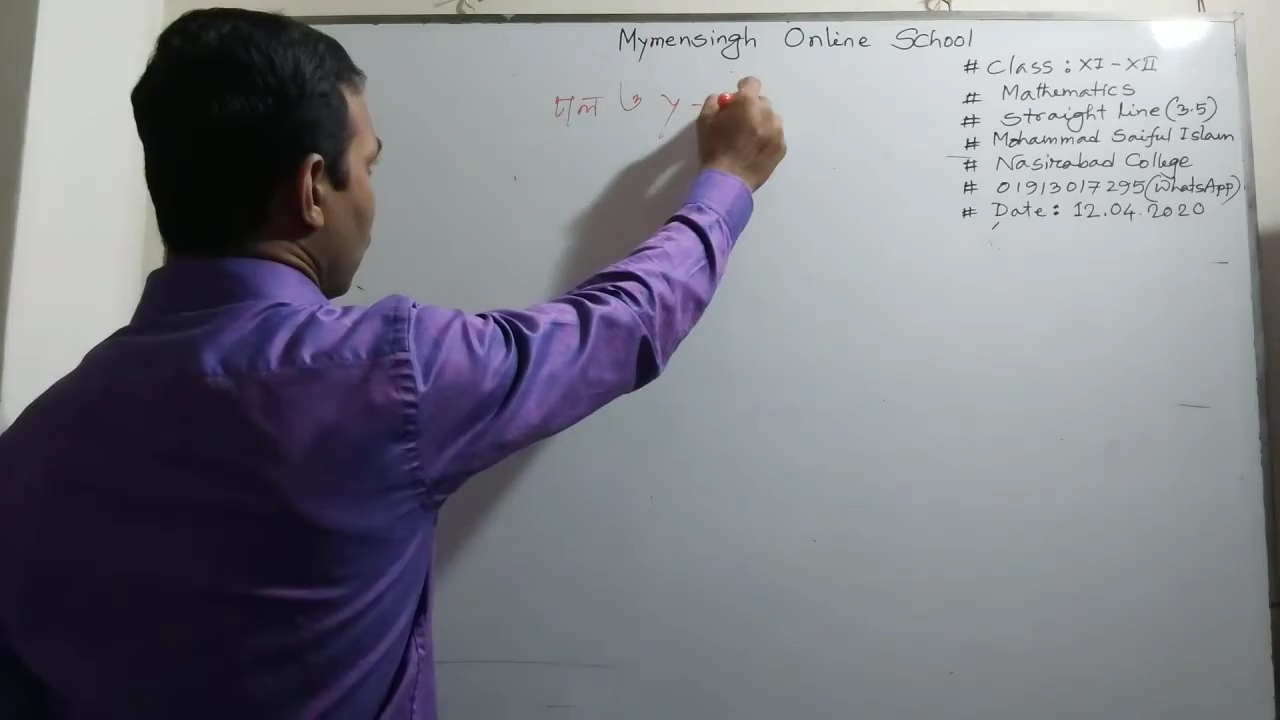 Mymensingh Online School
# Class : XI - XII
# Mathematics
# Straight Line (3.5)
# Mohammad Saiful Islam
# Nasirabad College
# 01913017295 (WhatsApp)
# Date : 12.04.2020
ঢাল ও y -